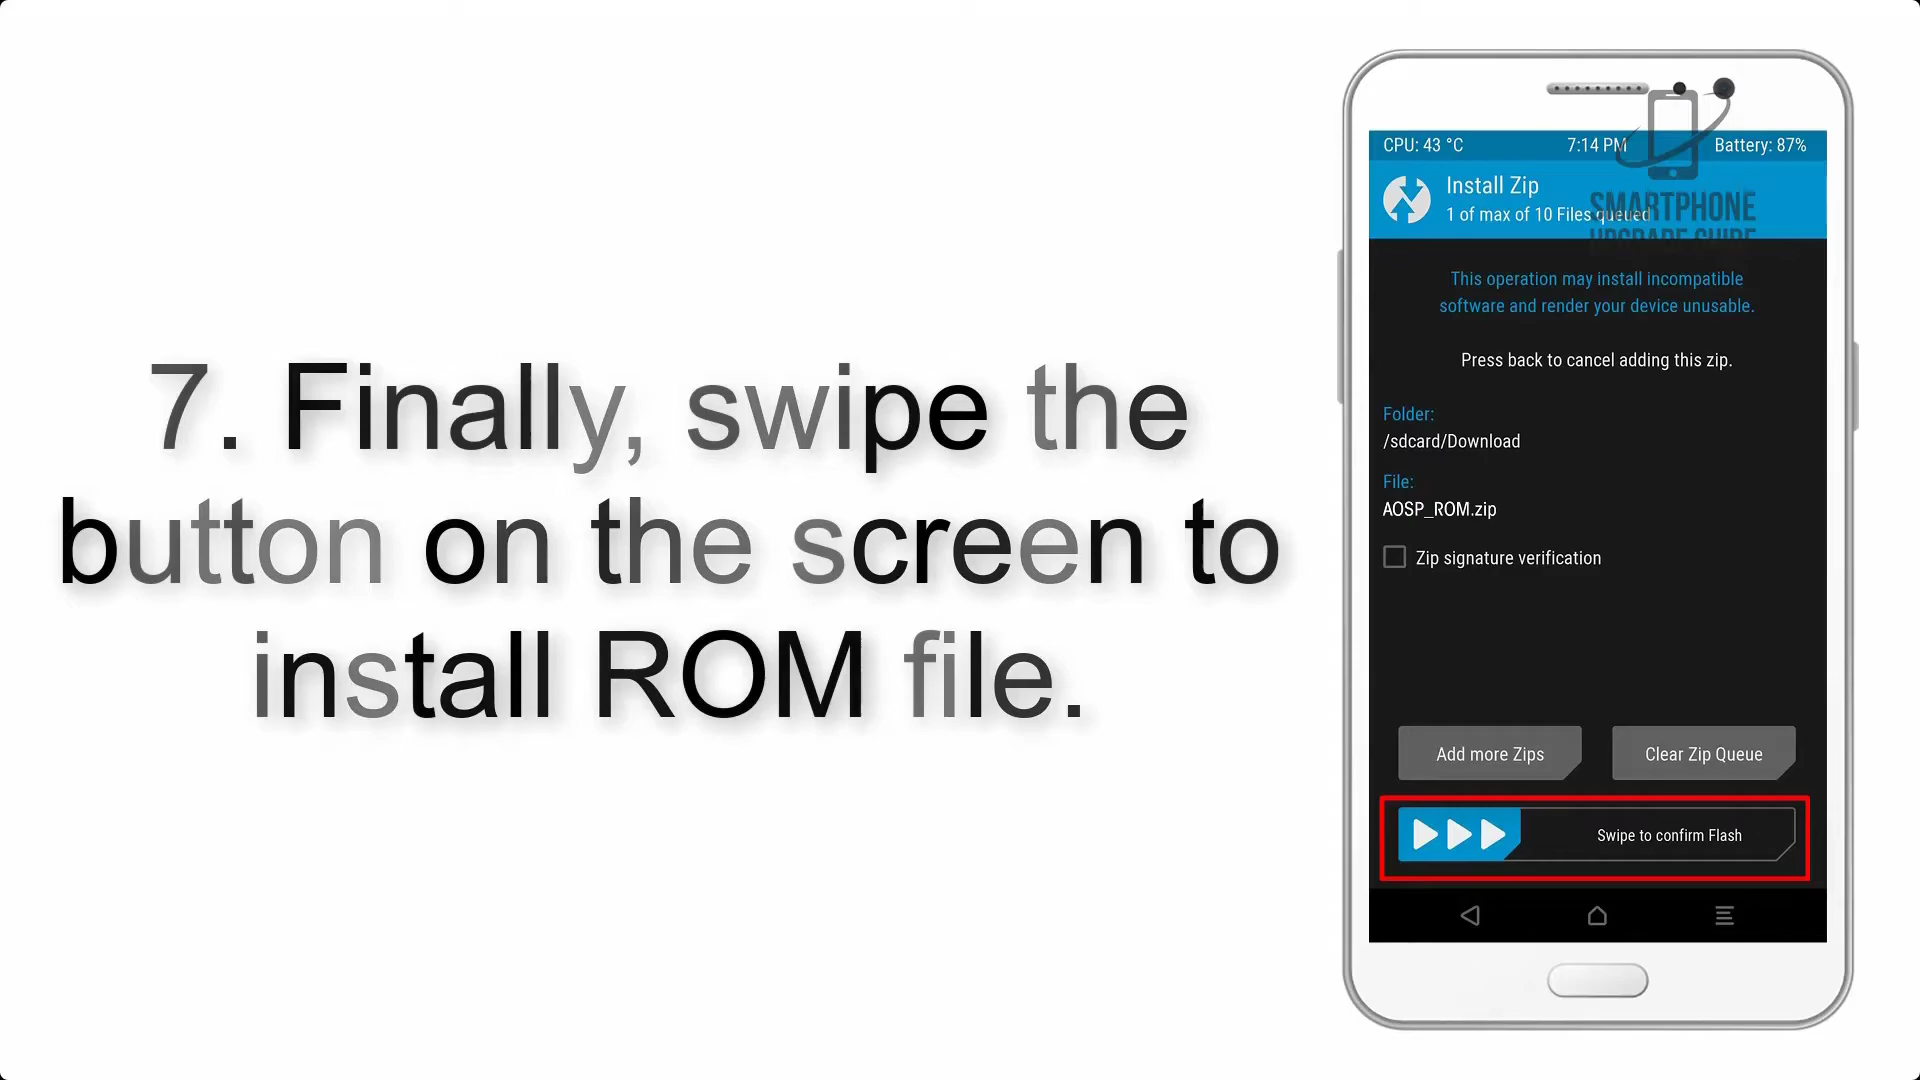 7. Finally, swipe the
button on the screen to
install ROM file.
CPU: 43 °C 7:14 PM Battery: 87%
Install Zip
1 of max of 10 Files queued
SMARTPHONE
UPGRADE GUIDE
This operation may install incompatible
software and render your device unusable.
Press back to cancel adding this zip.
Folder:
/sdcard/Download
File:
AOSP_ROM.zip
Zip signature verification
Add more Zips Clear Zip Queue
Swipe to confirm Flash